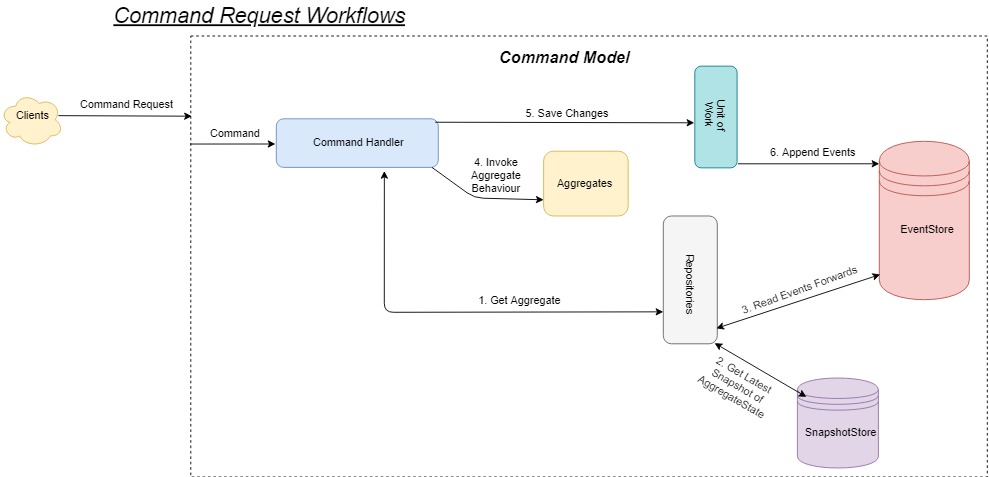 Command Request Workflows
Command Model
Clients
Command Request
Command
Command Handler
5. Save Changes
Unit of
Work
6. Append Events
4. Invoke
Aggregate
Behaviour
Aggregates
EventStore
Repositories
1. Get Aggregate
3. Read Events Forwards
2. Get Latest
Snapshot of
AggregateState
SnapshotStore